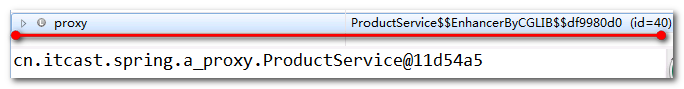 proxy ProductService$$EnhancerByCGLIB$$df9980d0 (id=40)
cn.itcast.spring.a_proxy.ProductService@11d54a5